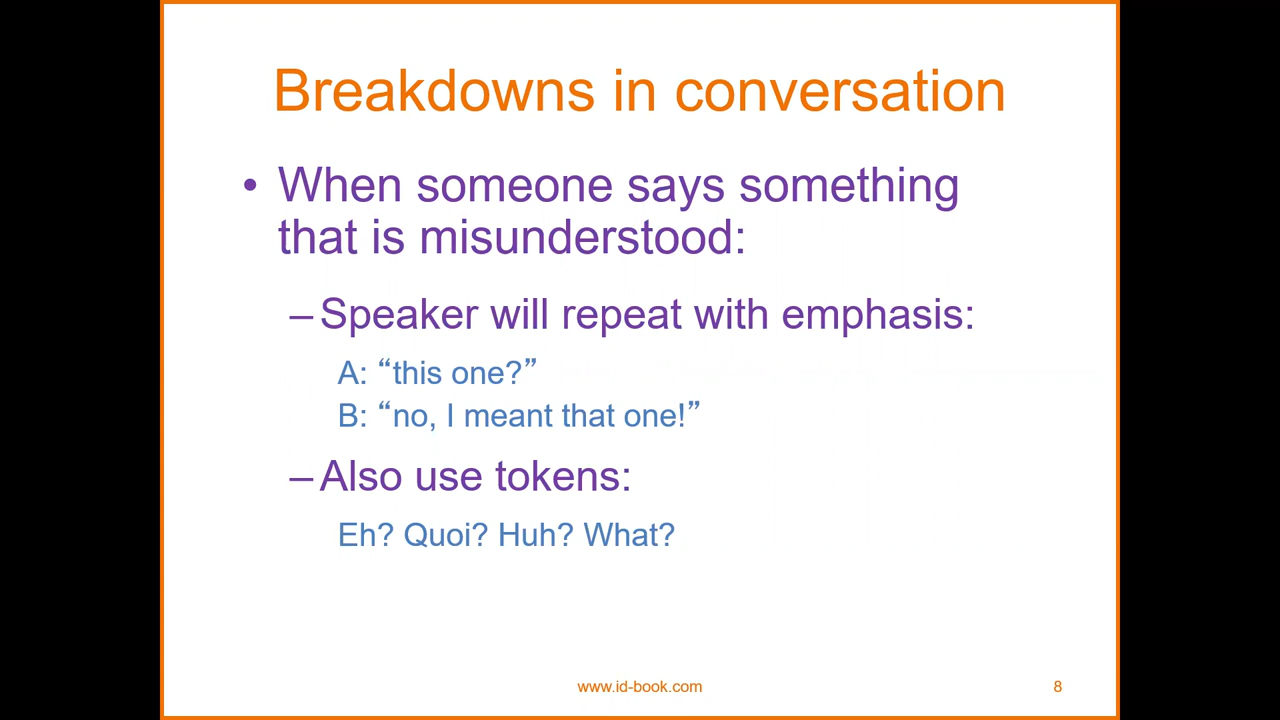 Breakdowns in conversation
• When someone says something
that is misunderstood:
–Speaker will repeat with emphasis:
A: “this one?”
B: “no, I meant that one!”
–Also use tokens:
Eh? Quoi? Huh? What?
www.id-book.com
8